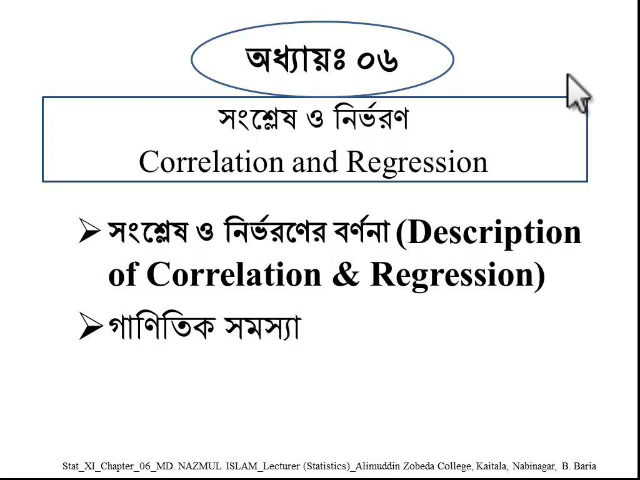 অধ্যায়ঃ ০৬
সংশ্লেষ ও নির্ভরণ
Correlation and Regression
➢ সংশ্লেষ ও নির্ভরণের বর্ণনা (Description
of Correlation & Regression)
➢ গাণিতিক সমস্যা
Stat_XI_Chapter_06_MD. NAZMUL ISLAM_Lecturer (Statistics)_Alimuddin Zobeda College, Kaitala, Nabinagar, B. Baria